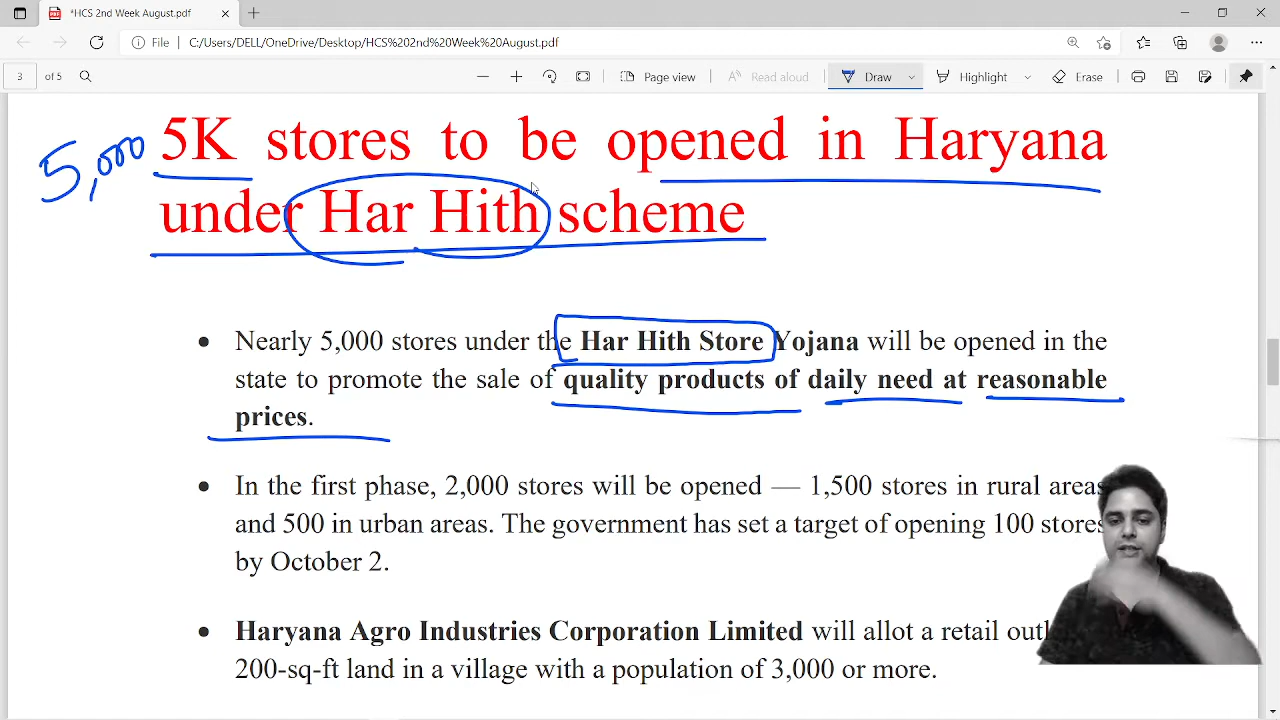 *HCS 2nd Week August.pdf
File C:/Users/DELL/OneDrive/Desktop/HCS%202nd%20Week%20August.pdf
3 of 5 Page view Read aloud Draw Highlight Erase
5,000
5K stores to be opened in Haryana
under Har Hith scheme
• Nearly 5,000 stores under the Har Hith Store Yojana will be opened in the
state to promote the sale of quality products of daily need at reasonable
prices.
• In the first phase, 2,000 stores will be opened — 1,500 stores in rural areas
and 500 in urban areas. The government has set a target of opening 100 stores
by October 2.
• Haryana Agro Industries Corporation Limited will allot a retail
200-sq-ft land in a village with a population of 3,000 or more.